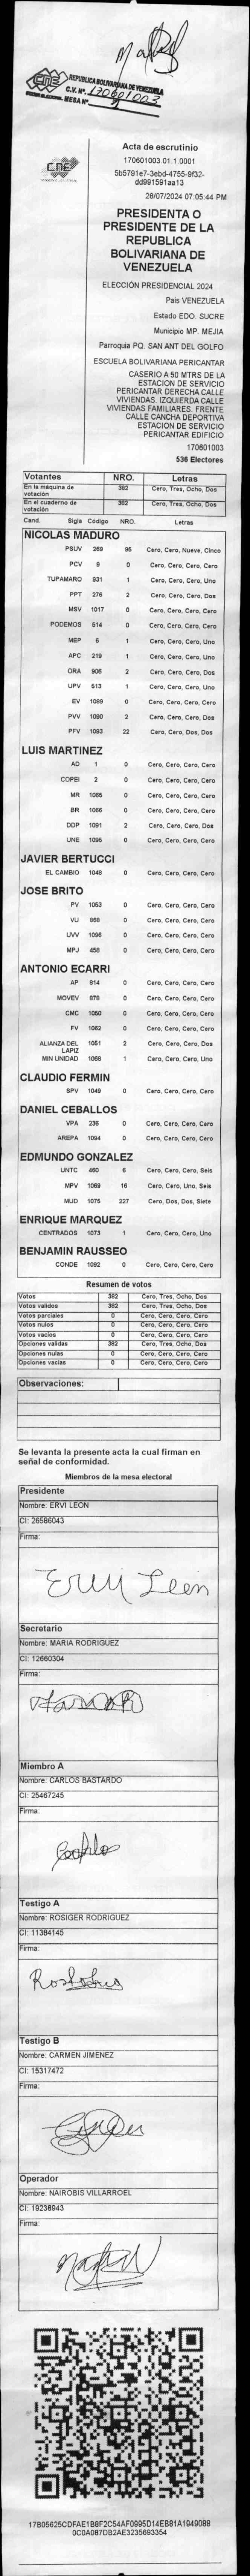 CNE
REPUBLICA BOLIVARIANA DE VENEZUELA
C.V. N°. 170601003
MESA N°
CNE
Acta de escrutinio
170601003.01.1.0001
5b5791e7-3ebd-4755-9f32-
dd991591aa13
28/07/2024 07:05:44 PM
PRESIDENTA O
PRESIDENTE DE LA
REPUBLICA
BOLIVARIANA DE
VENEZUELA
ELECCIÓN PRESIDENCIAL 2024
Pais VENEZUELA
Estado EDO. SUCRE
Municipio MP. MEJIA
Parroquia PQ. SAN ANT DEL GOLFO
ESCUELA BOLIVARIANA PERICANTAR
CASERIO A 50 MTRS DE LA
ESTACION DE SERVICIO
PERICANTAR DERECHA CALLE
VIVIENDAS. IZQUIERDA CALLE
VIVIENDAS FAMILIARES. FRENTE
CALLE CANCHA DEPORTIVA
ESTACION DE SERVICIO
PERICANTAR EDIFICIO
170601003
536 Electores
Votantes NRO. Letras
En la máquina de votación 382 Cero, Tres, Ocho, Dos
En el cuaderno de votación 382 Cero, Tres, Ocho, Dos
Cand. Sigla Código NRO. Letras
NICOLAS MADURO
PSUV 269 95 Cero, Cero, Nueve, Cinco
PCV 9 0 Cero, Cero, Cero, Cero
TUPAMARO 931 1 Cero, Cero, Cero, Uno
PPT 276 2 Cero, Cero, Cero, Dos
MSV 1017 0 Cero, Cero, Cero, Cero
PODEMOS 514 0 Cero, Cero, Cero, Cero
MEP 6 1 Cero, Cero, Cero, Uno
APC 219 1 Cero, Cero, Cero, Uno
ORA 906 2 Cero, Cero, Cero, Dos
UPV 513 1 Cero, Cero, Cero, Uno
EV 1089 0 Cero, Cero, Cero, Cero
PVV 1090 2 Cero, Cero, Cero, Dos
PFV 1093 22 Cero, Cero, Dos, Dos
LUIS MARTINEZ
AD 1 0 Cero, Cero, Cero, Cero
COPEI 2 0 Cero, Cero, Cero, Cero
MR 1065 0 Cero, Cero, Cero, Cero
BR 1066 0 Cero, Cero, Cero, Cero
DDP 1091 2 Cero, Cero, Cero, Dos
UNE 1095 0 Cero, Cero, Cero, Cero
JAVIER BERTUCCI
EL CAMBIO 1048 0 Cero, Cero, Cero, Cero
JOSE BRITO
PV 1053 0 Cero, Cero, Cero, Cero
VU 868 0 Cero, Cero, Cero, Cero
UVV 1096 0 Cero, Cero, Cero, Cero
MPJ 458 0 Cero, Cero, Cero, Cero
ANTONIO ECARRI
AP 614 0 Cero, Cero, Cero, Cero
MOVEV 678 0 Cero, Cero, Cero, Cero
CMC 1050 0 Cero, Cero, Cero, Cero
FV 1062 0 Cero, Cero, Cero, Cero
ALIANZA DEL LAPIZ 1051 2 Cero, Cero, Cero, Dos
MIN UNIDAD 1068 1 Cero, Cero, Cero, Uno
CLAUDIO FERMIN
SPV 1049 0 Cero, Cero, Cero, Cero
DANIEL CEBALLOS
VPA 236 0 Cero, Cero, Cero, Cero
AREPA 1094 0 Cero, Cero, Cero, Cero
EDMUNDO GONZALEZ
UNTC 460 6 Cero, Cero, Cero, Seis
MPV 1069 16 Cero, Cero, Uno, Seis
MUD 1075 227 Cero, Dos, Dos, Siete
ENRIQUE MARQUEZ
CENTRADOS 1073 1 Cero, Cero, Cero, Uno
BENJAMIN RAUSSEO
CONDE 1092 0 Cero, Cero, Cero, Cero
Resumen de votos
Votos 382 Cero, Tres, Ocho, Dos
Votos validos 382 Cero, Tres, Ocho, Dos
Votos parciales 0 Cero, Cero, Cero, Cero
Votos nulos 0 Cero, Cero, Cero, Cero
Votos vacios 0 Cero, Cero, Cero, Cero
Opciones validas 382 Cero, Tres, Ocho, Dos
Opciones nulas 0 Cero, Cero, Cero, Cero
Opciones vacias 0 Cero, Cero, Cero, Cero
Observaciones:
Se levanta la presente acta la cual firman en
señal de conformidad.
Miembros de la mesa electoral
Presidente
Nombre: ERVI LEON
CI: 26586043
Firma:
Ervi Leon
Secretario
Nombre: MARIA RODRIGUEZ
CI: 12660304
Firma:
Miembro A
Nombre: CARLOS BASTARDO
CI: 25467245
Firma:
Testigo A
Nombre: ROSIGER RODRIGUEZ
CI: 11384145
Firma:
Testigo B
Nombre: CARMEN JIMENEZ
CI: 15317472
Firma:
Operador
Nombre: NAIROBIS VILLARROEL
CI: 19238943
Firma:
17B05625CDFAE1B8F2C54AF0995D14EB81A1949088
0C0A087DB2AE3235693354